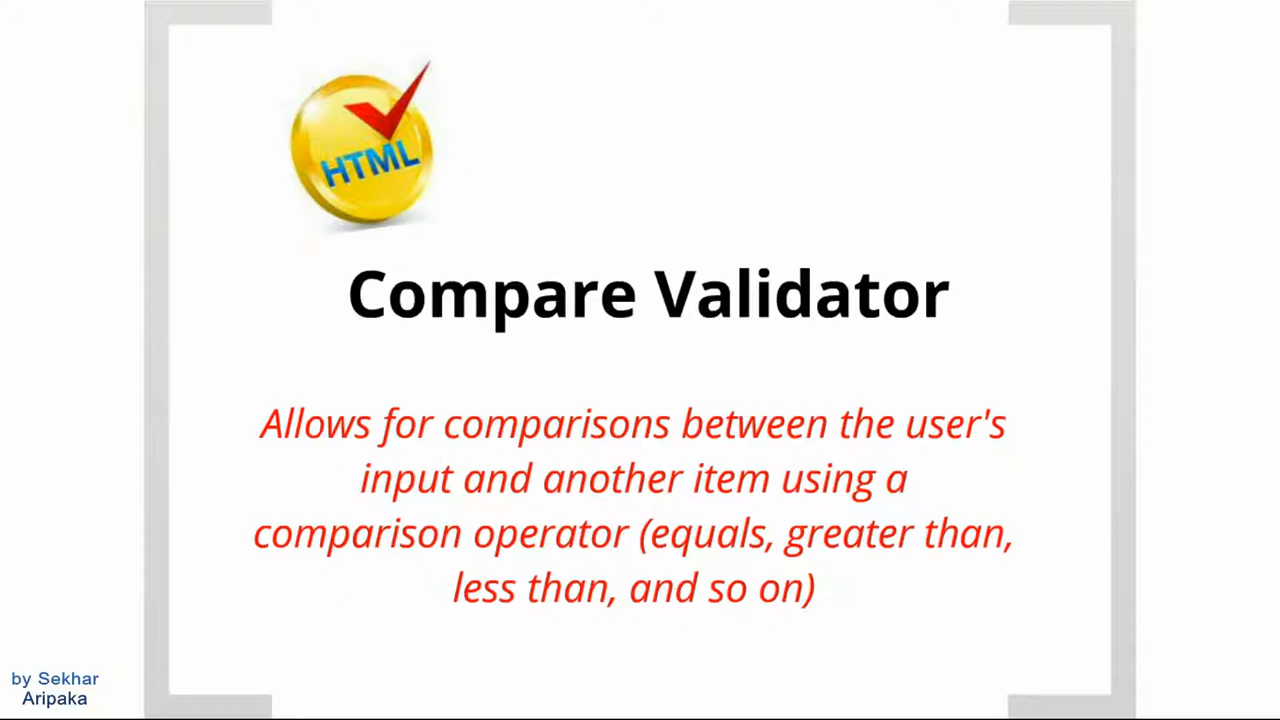 HTML
Compare Validator
Allows for comparisons between the user's
input and another item using a
comparison operator (equals, greater than,
less than, and so on)
by Sekhar
Aripaka